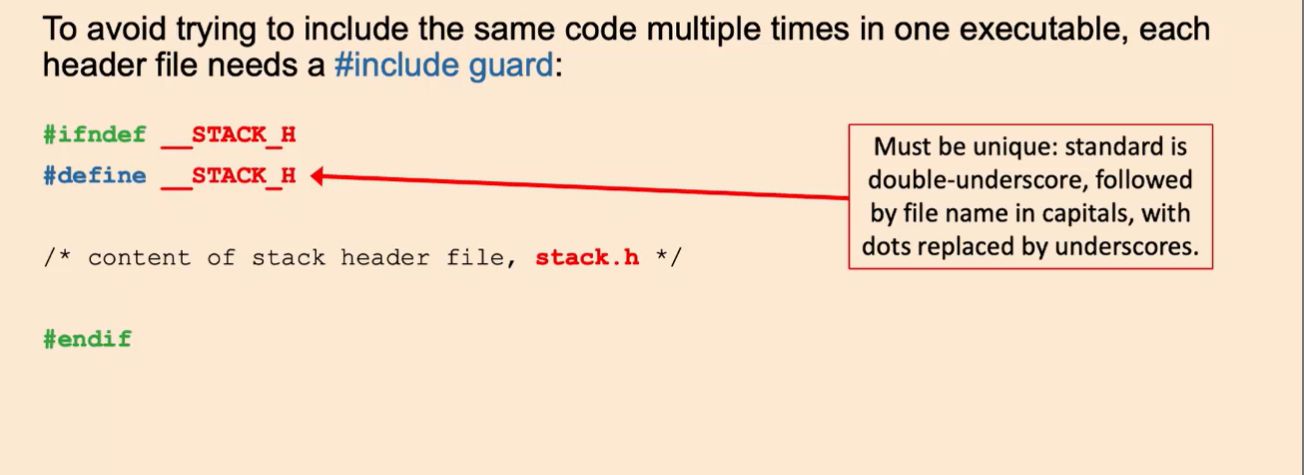 To avoid trying to include the same code multiple times in one executable, each
header file needs a #include guard:
#ifndef __STACK_H
#define __STACK_H
Must be unique: standard is
double-underscore, followed
by file name in capitals, with
dots replaced by underscores.
/* content of stack header file, stack.h */
#endif